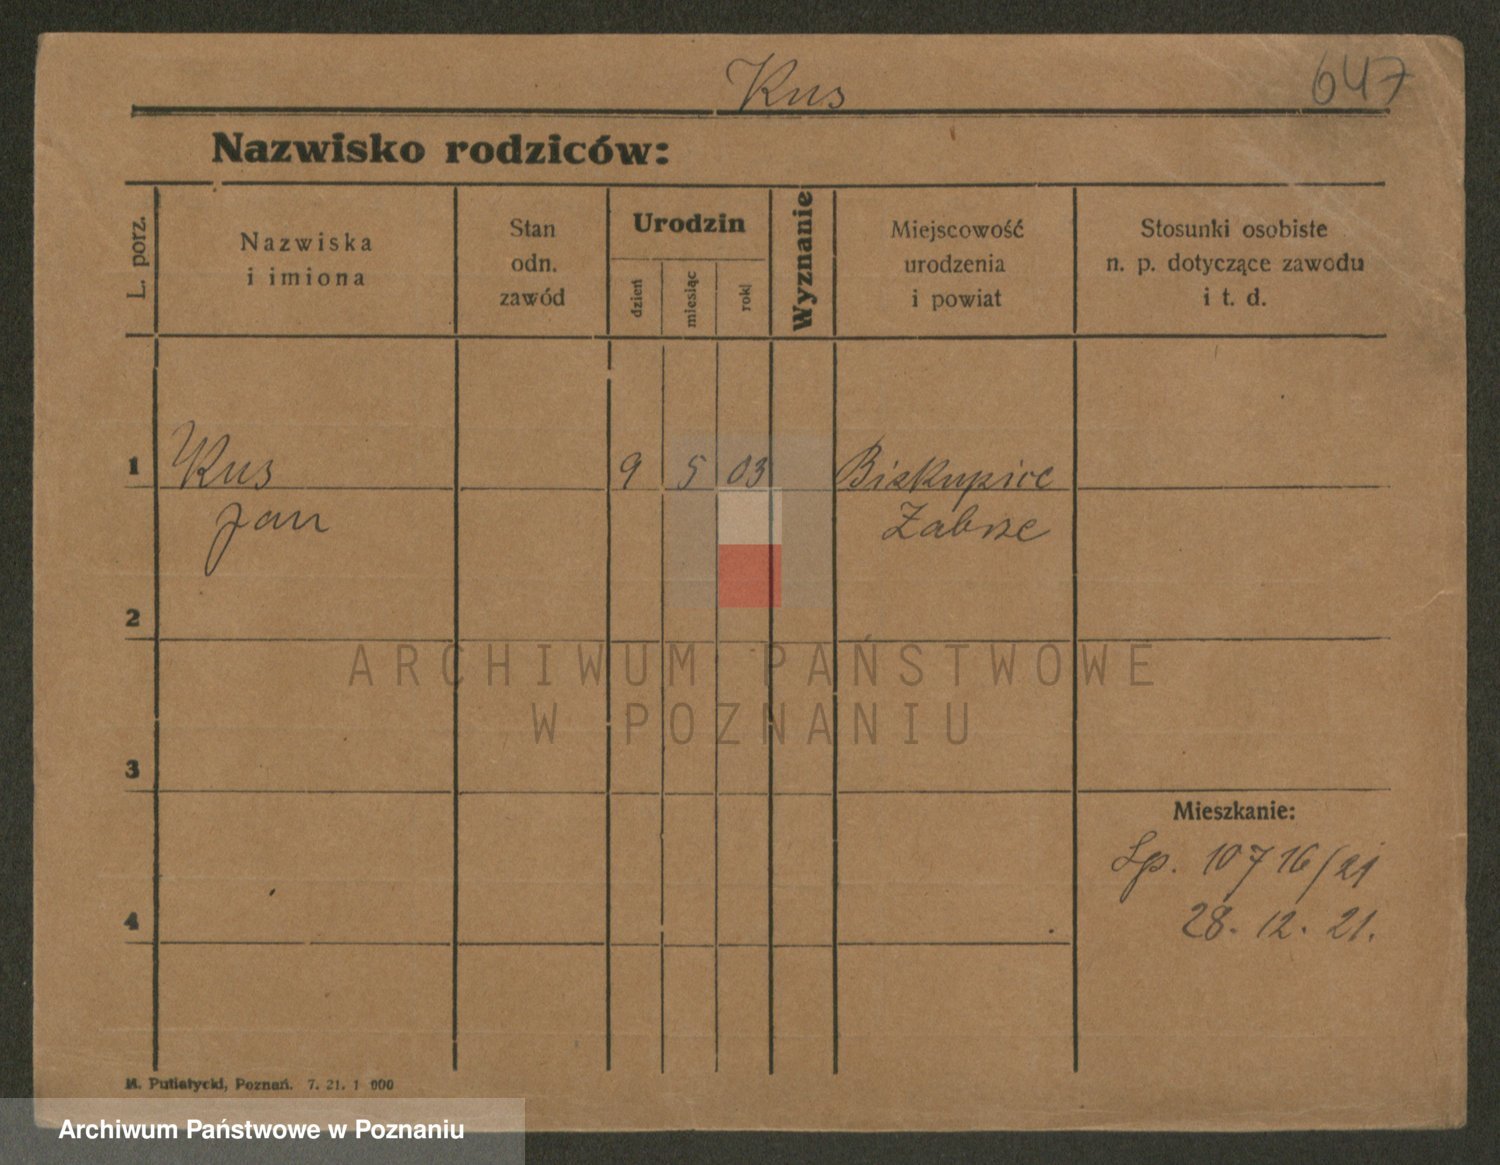 Kus
647
Nazwisko rodziców:
L. porz.
Nazwiska
i imiona
Stan
odn.
zawód
Urodzin
dzień
miesiąc
rok
Wyznanie
Miejscowość
urodzenia
i powiat
Stosunki osobiste
n. p. dotyczące zawodu
i t. d.
1 Kus 9 5 03 Biskupice
Jan Zabrze
2
ARCHIWUM PAŃSTWOWE
W POZNANIU
3
Mieszkanie:
Lp. 10716/21
4 28. 12. 21.
M. Putiatycki, Poznań. 7. 21. 1 000
Archiwum Państwowe w Poznaniu